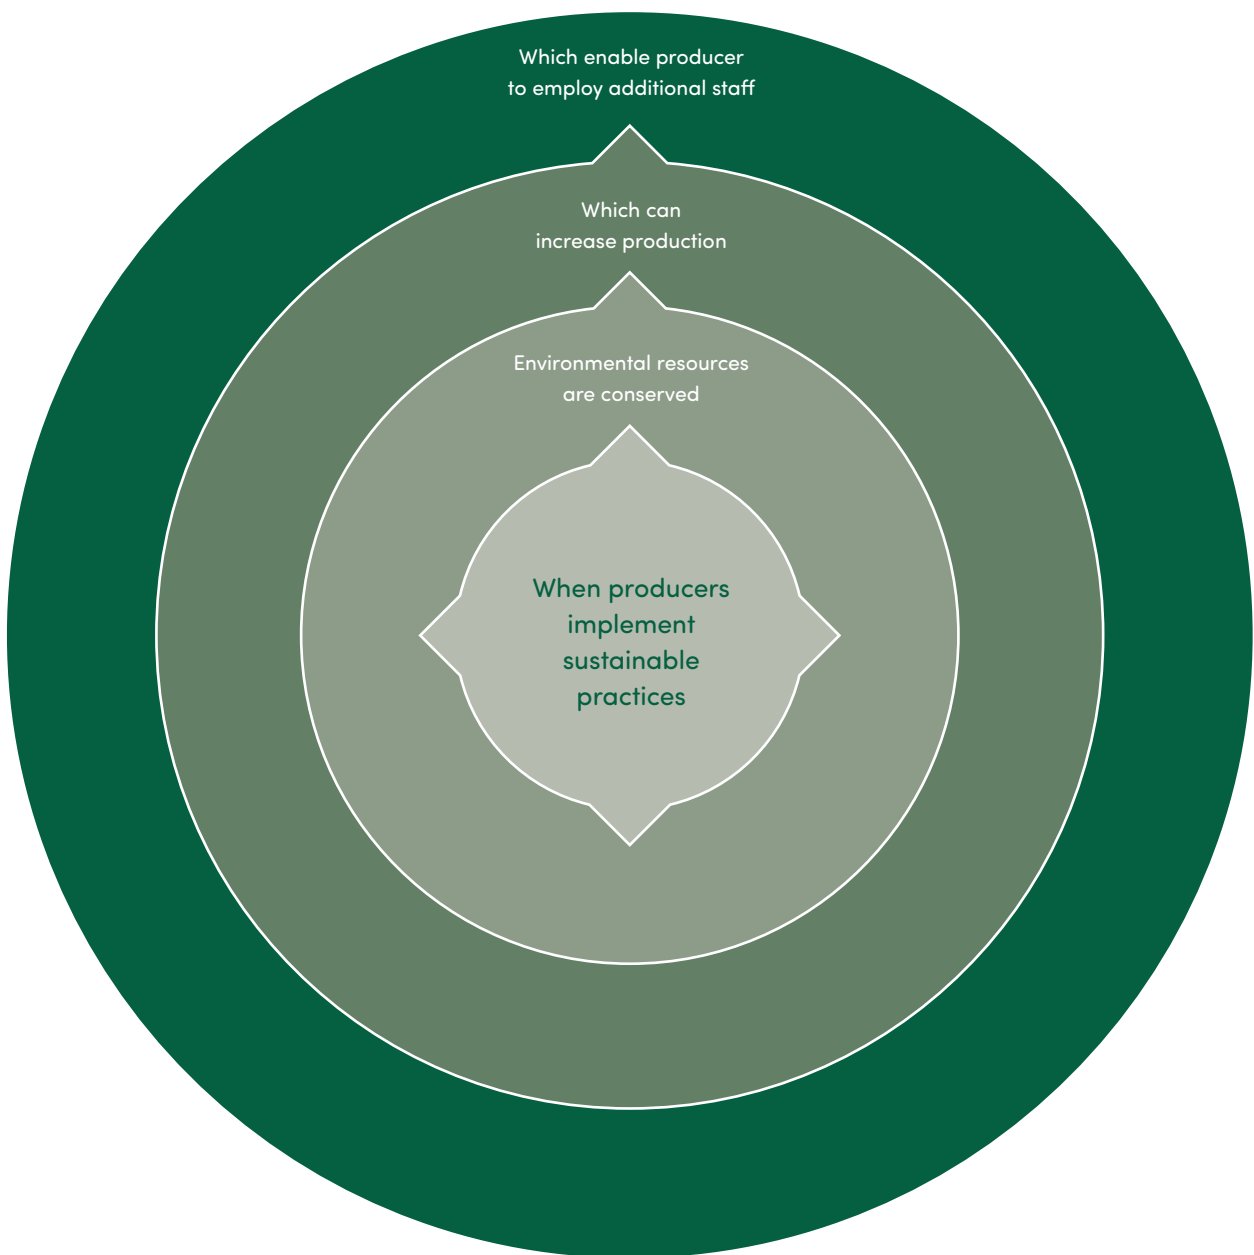 Which enable producer
to employ additional staff
Which can
increase production
Environmental resources
are conserved
When producers
implement
sustainable
practices